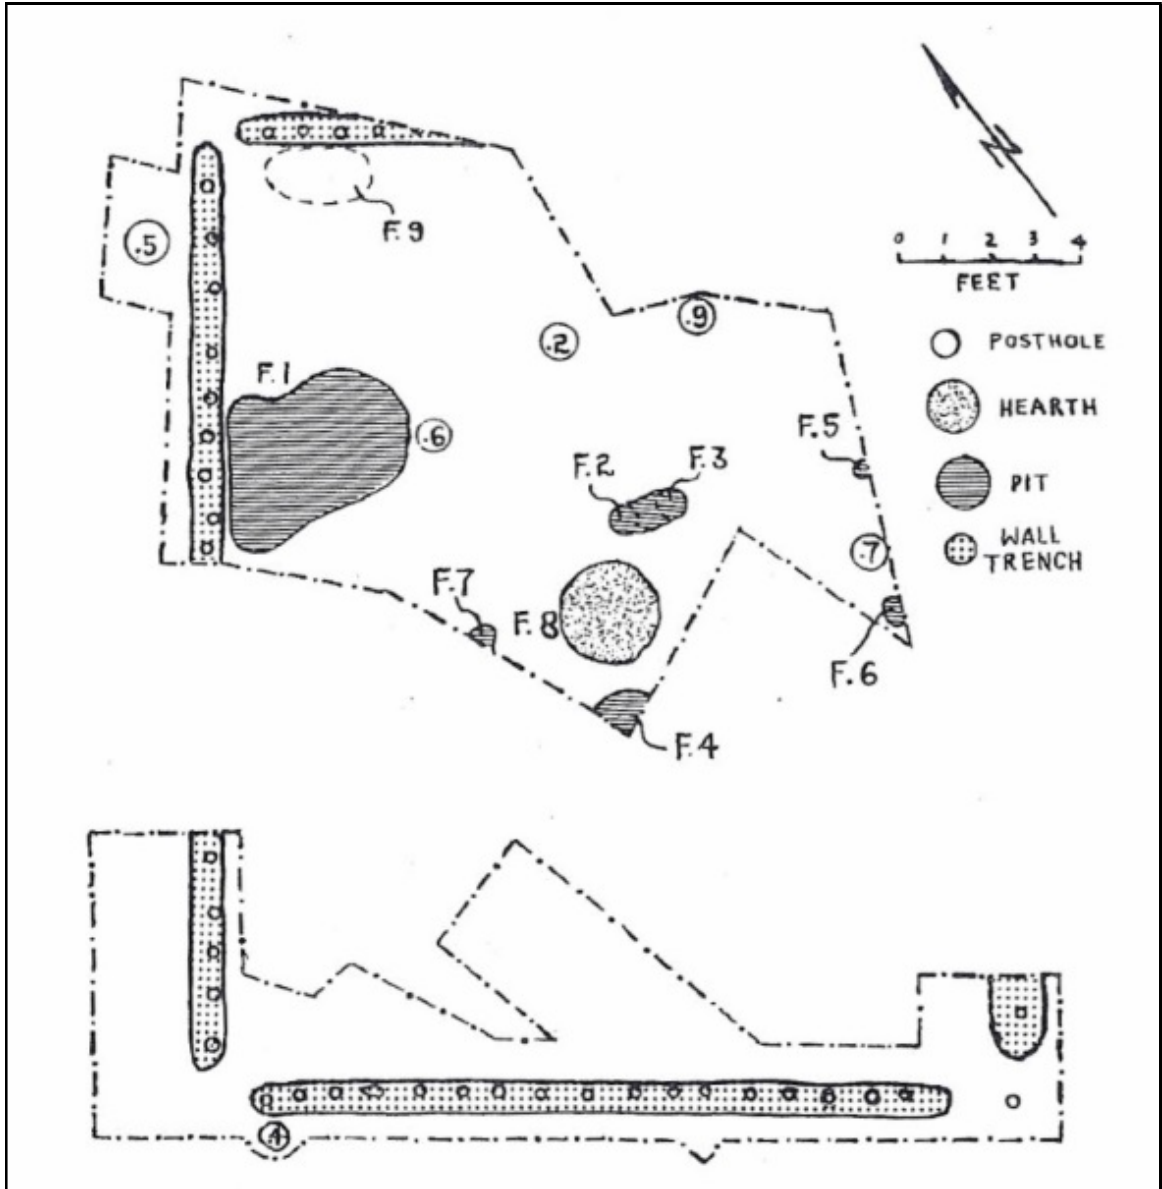 F.9
.5
0 1 2 3 4
FEET
.2
.9
POSTHOLE
F.1
HEARTH
.6
F.5
F.2
F.3
PIT
WALL
TRENCH
.7
F.7
F.8
F.6
F.4
.4